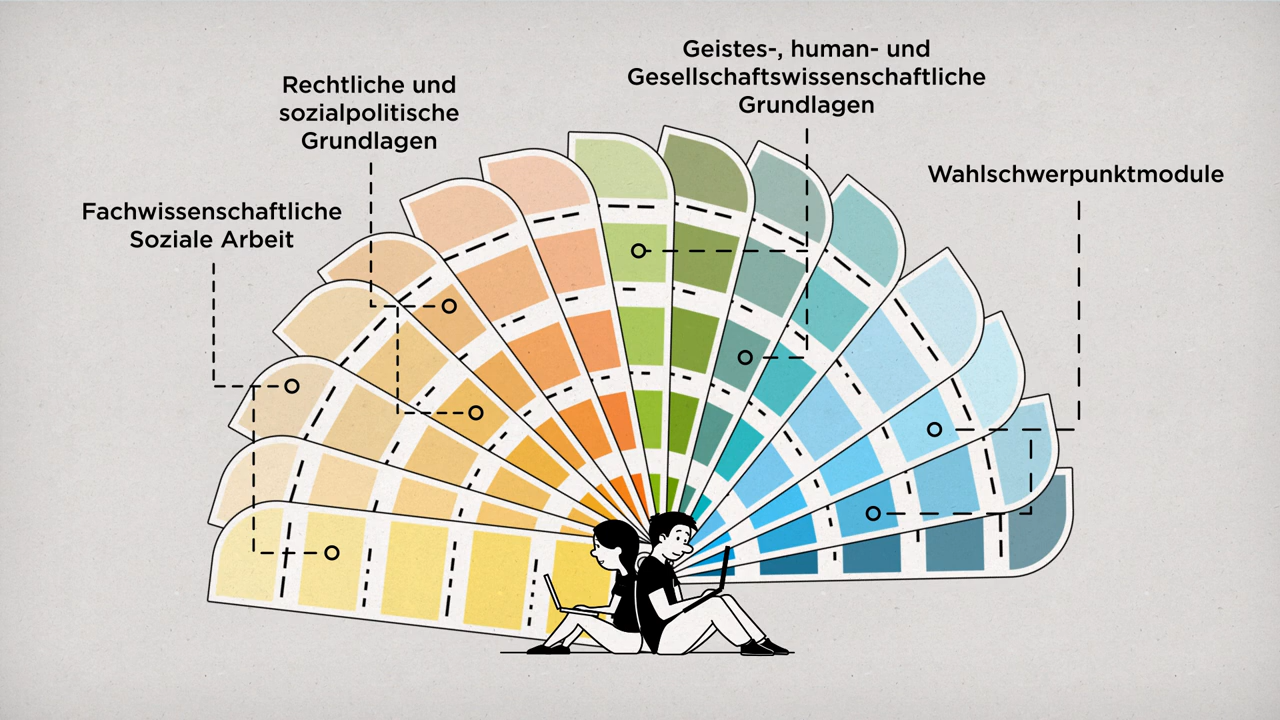 Fachwissenschaftliche
Soziale Arbeit
Rechtliche und
sozialpolitische
Grundlagen
Geistes-, human- und
Gesellschaftswissenschaftliche
Grundlagen
Wahlschwerpunktmodule